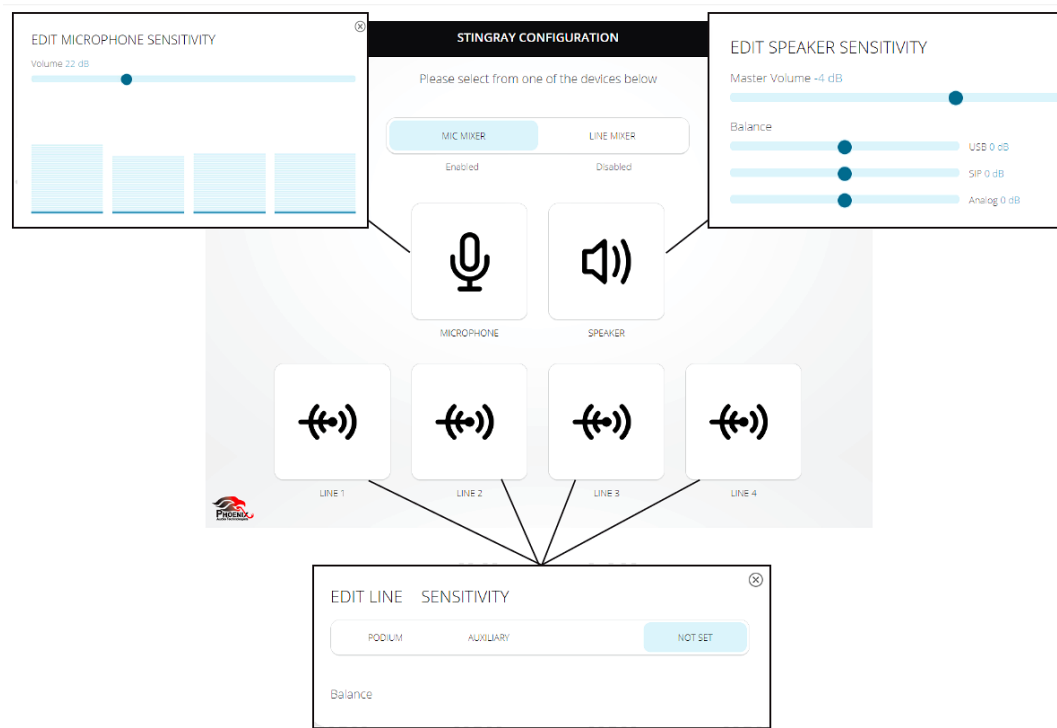 EDIT MICROPHONE SENSITIVITY
Volume 22 dB
STINGRAY CONFIGURATION
Please select from one of the devices below
MIC MIXER
LINE MIXER
Enabled
Disabled
EDIT SPEAKER SENSITIVITY
Master Volume -4 dB
Balance
USB 0 dB
SIP 0 dB
Analog 0 dB
MICROPHONE
SPEAKER
LINE 1
LINE 2
LINE 3
LINE 4
PHOENIX
Audio Technologies
EDIT LINE SENSITIVITY
PODIUM
AUXILIARY
NOT SET
Balance